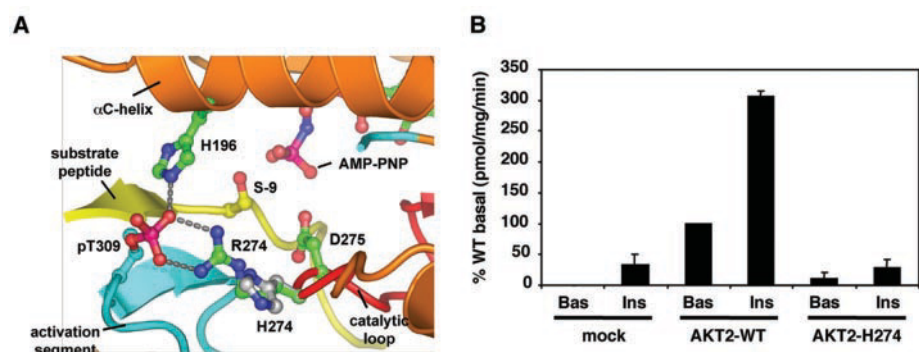 A
αC-helix
H196
substrate
peptide
AMP-PNP
S-9
pT309
R274
D275
H274
activation
segment
catalytic
loop
B
% WT basal (pmol/mg/min)
350
300
250
200
150
100
50
0
Bas Ins Bas Ins Bas Ins
mock AKT2-WT AKT2-H274